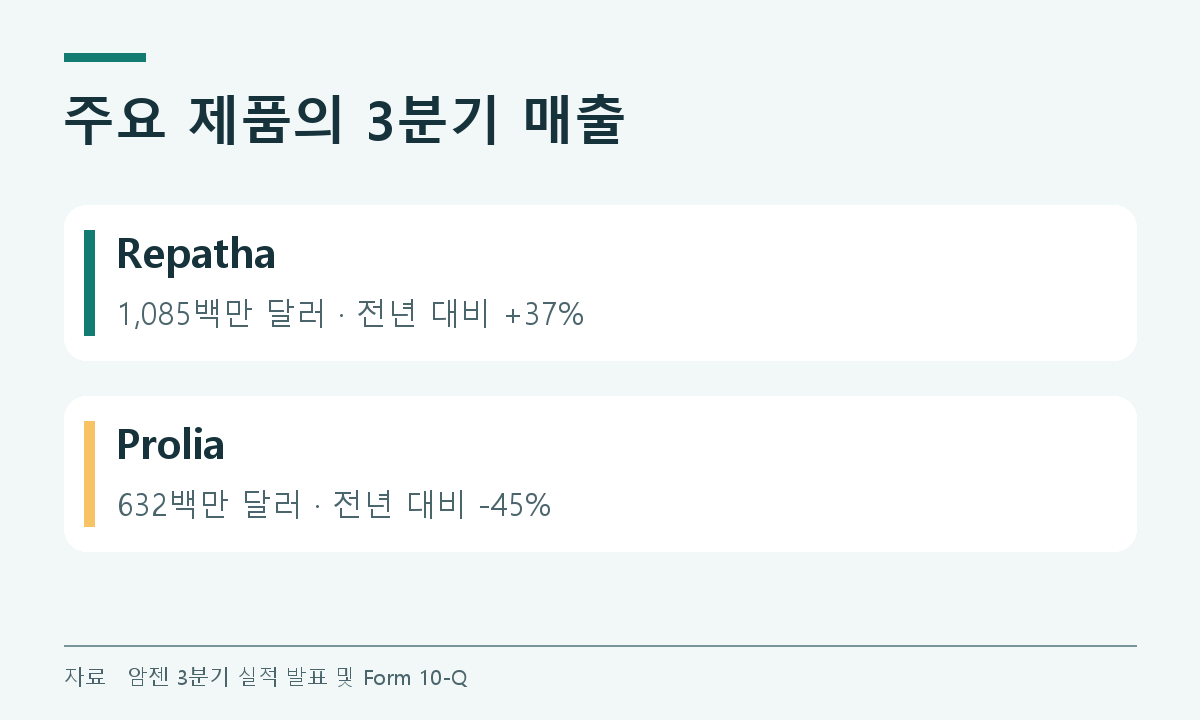 주요 제품의 3분기 매출
Repatha
1,085백만 달러 · 전년 대비 +37%
Prolia
632백만 달러 · 전년 대비 -45%
자료 암젠 3분기 실적 발표 및 Form 10-Q